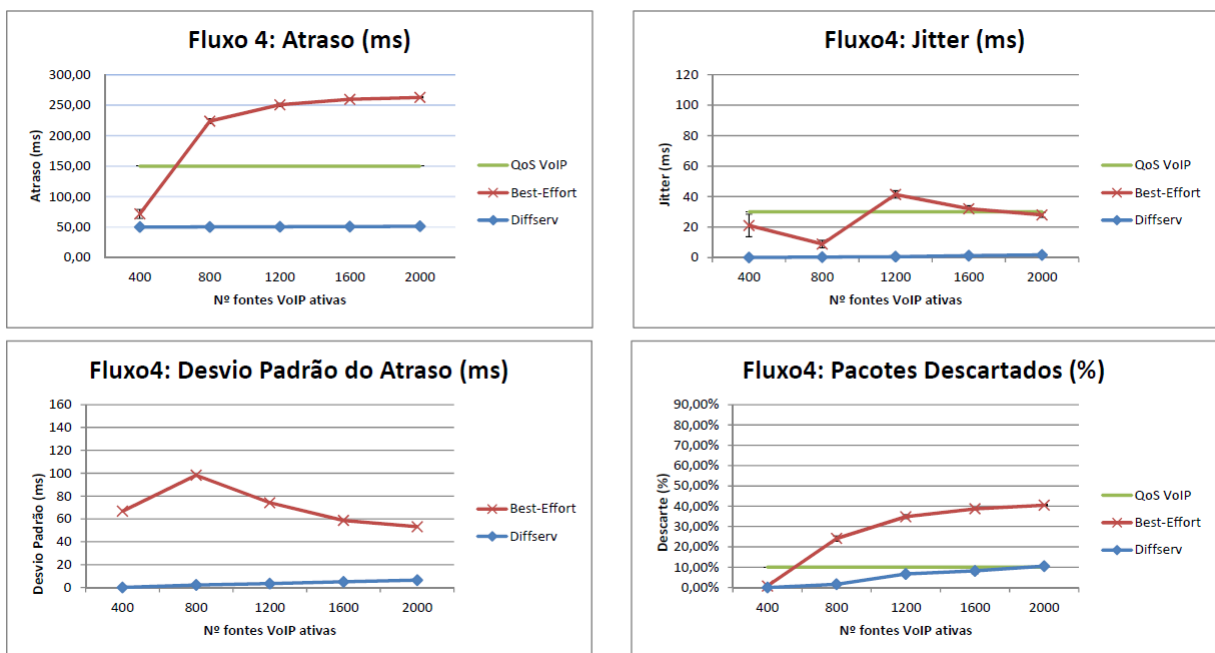 Fluxo 4: Atraso (ms)
300,00
250,00
200,00
150,00
100,00
50,00
0,00
Atraso (ms)
400 800 1200 1600 2000
Nº fontes VoIP ativas
QoS VoIP
Best-Effort
Diffserv
Fluxo4: Jitter (ms)
120
100
80
60
40
20
0
Jitter (ms)
400 800 1200 1600 2000
Nº fontes VoIP ativas
QoS VoIP
Best-Effort
Diffserv
Fluxo4: Desvio Padrão do Atraso (ms)
160
140
120
100
80
60
40
20
0
Desvio Padrão (ms)
400 800 1200 1600 2000
Nº fontes VoIP ativas
Best-Effort
Diffserv
Fluxo4: Pacotes Descartados (%)
90,00%
80,00%
70,00%
60,00%
50,00%
40,00%
30,00%
20,00%
10,00%
0,00%
Descarte (%)
400 800 1200 1600 2000
Nº fontes VoIP ativas
QoS VoIP
Best-Effort
Diffserv